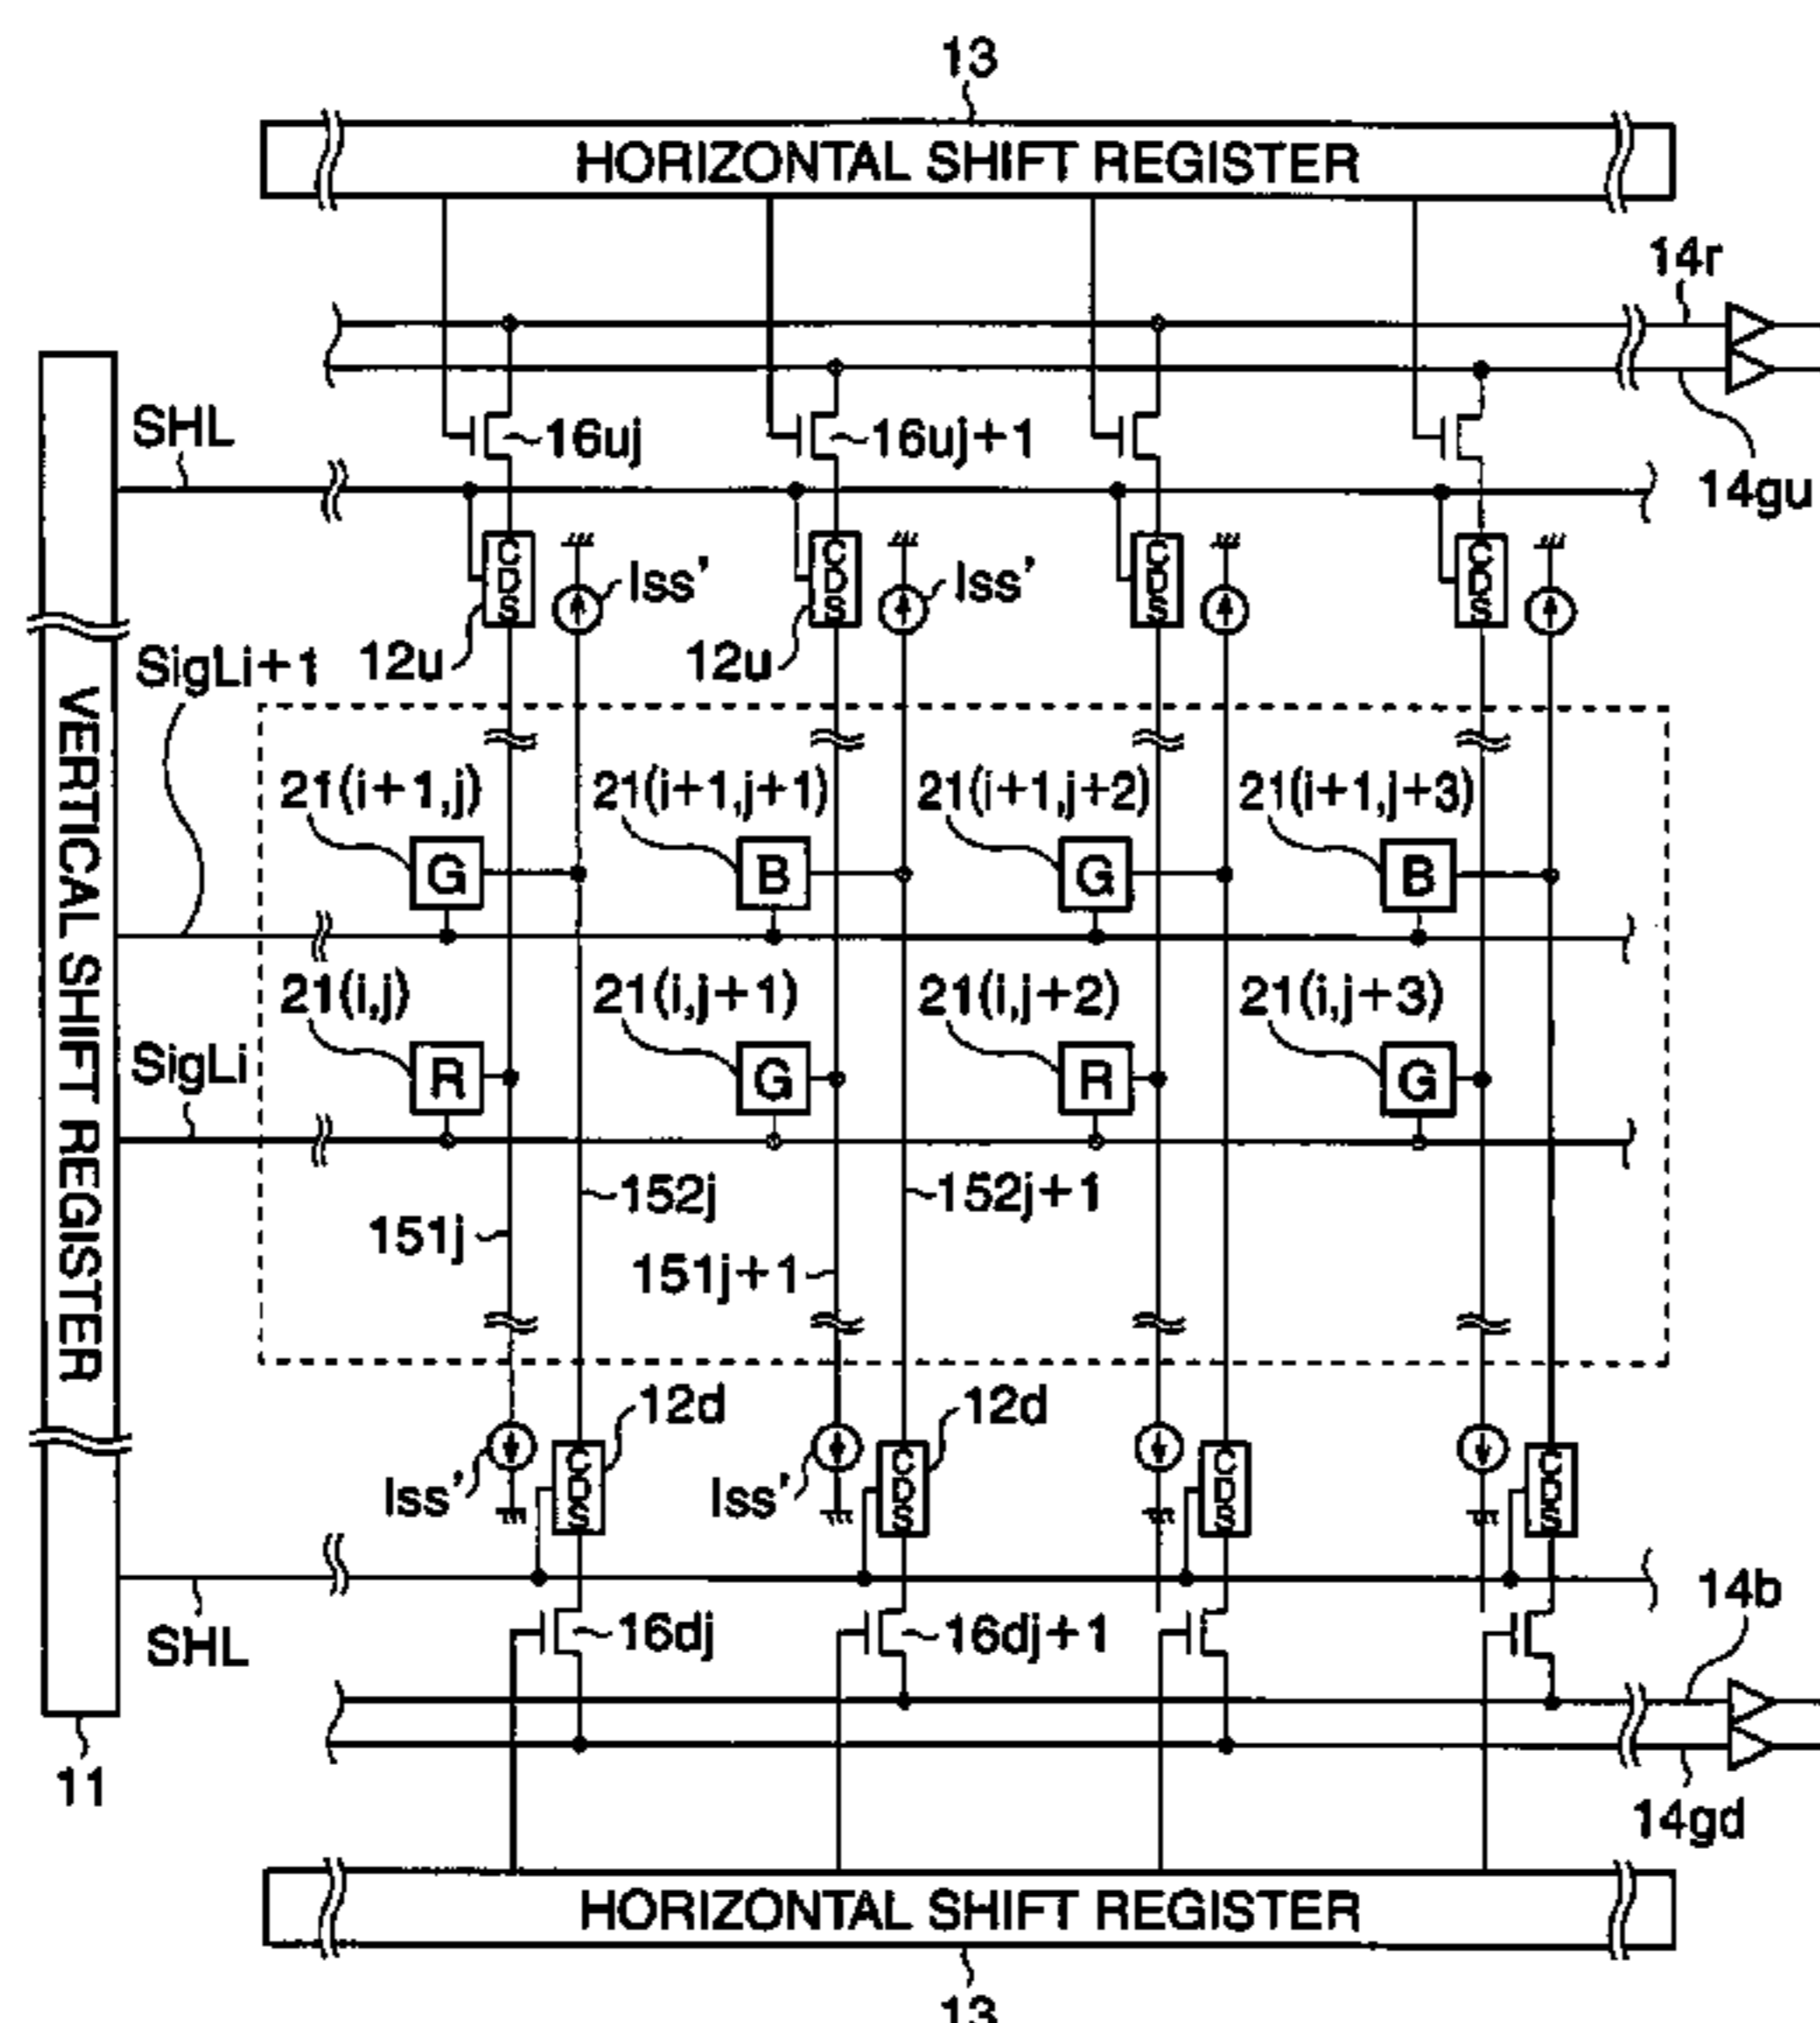 13
HORIZONTAL SHIFT REGISTER
14r
SHL
16uj
16uj+1
14gu
CDS
Iss'
CDS
Iss'
CDS
CDS
12u
12u
SigLi+1
VERTICAL SHIFT REGISTER
21(i+1,j)
21(i+1,j+1)
21(i+1,j+2)
21(i+1,j+3)
G
B
G
B
21(i,j)
21(i,j+1)
21(i,j+2)
21(i,j+3)
SigLi
R
G
R
G
152j
152j+1
151j
151j+1
12d
12d
Iss'
CDS
Iss'
CDS
CDS
CDS
14b
SHL
16dj
16dj+1
11
14gd
HORIZONTAL SHIFT REGISTER
13